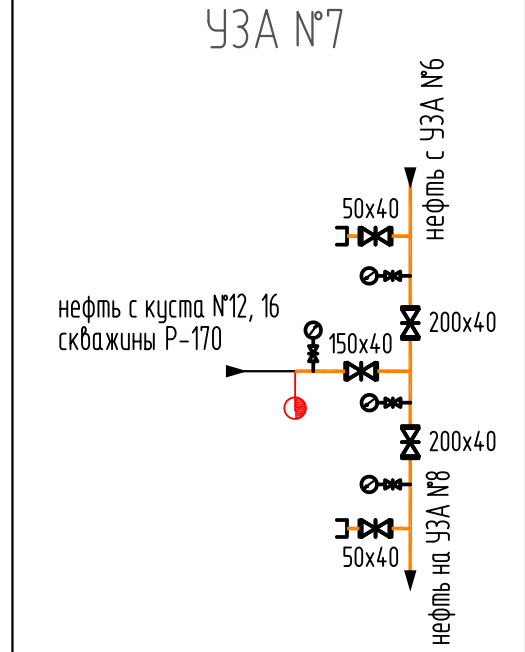 УЗА №7
нефть с УЗА №6
50х40
200х40
нефть с куста №12, 16
скважины Р-170
150х40
200х40
50х40
нефть на УЗА №8